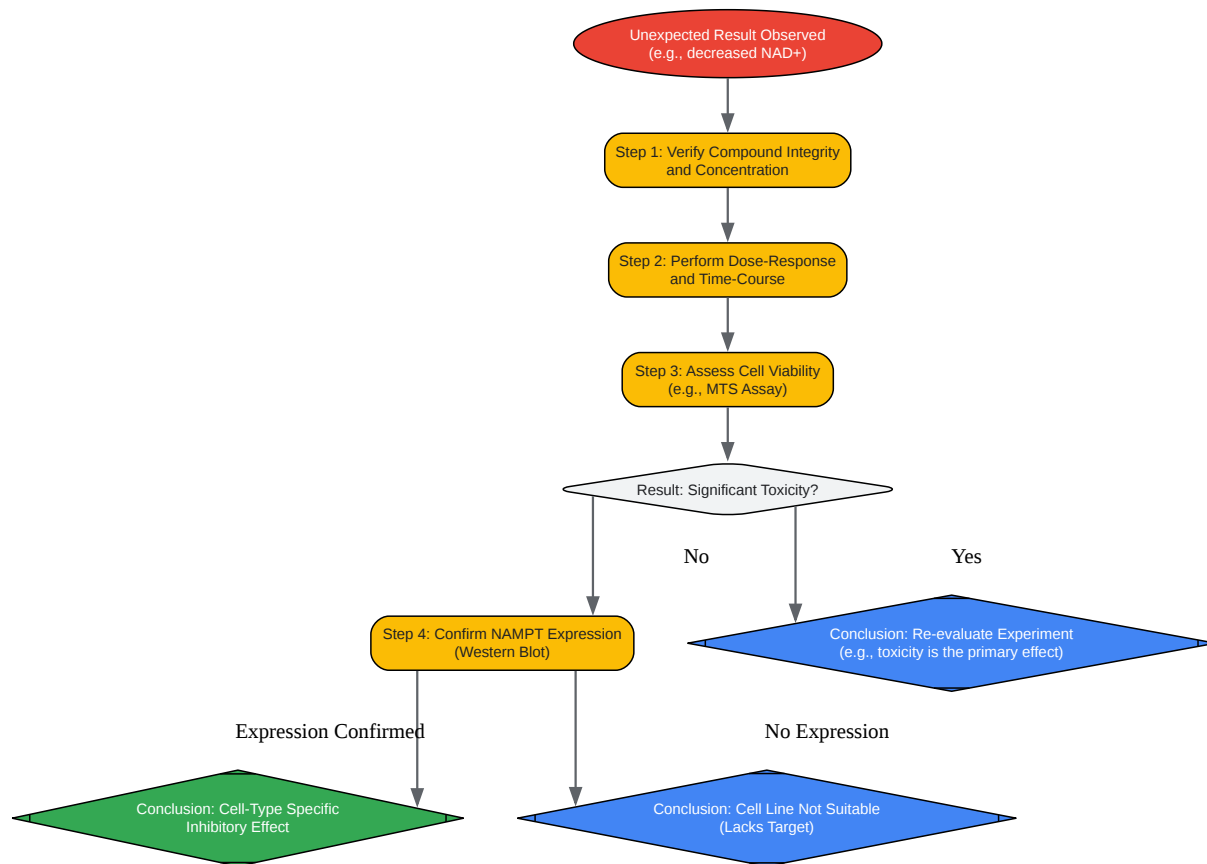 Unexpected Result Observed
(e.g., decreased NAD+)
Step 1: Verify Compound Integrity
and Concentration
Step 2: Perform Dose-Response
and Time-Course
Step 3: Assess Cell Viability
(e.g., MTS Assay)
Result: Significant Toxicity?
No
Yes
Step 4: Confirm NAMPT Expression
(Western Blot)
Conclusion: Re-evaluate Experiment
(e.g., toxicity is the primary effect)
Expression Confirmed
No Expression
Conclusion: Cell-Type Specific
Inhibitory Effect
Conclusion: Cell Line Not Suitable
(Lacks Target)